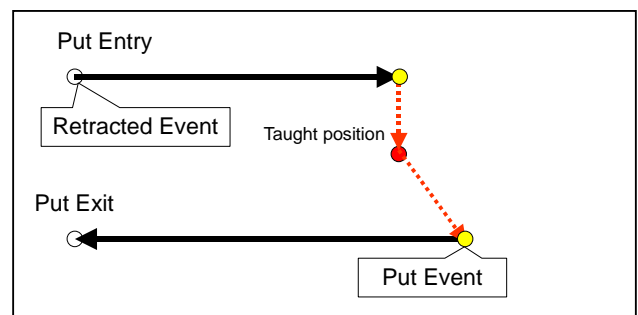 Put Entry
Retracted Event
Taught position
Put Exit
Put Event